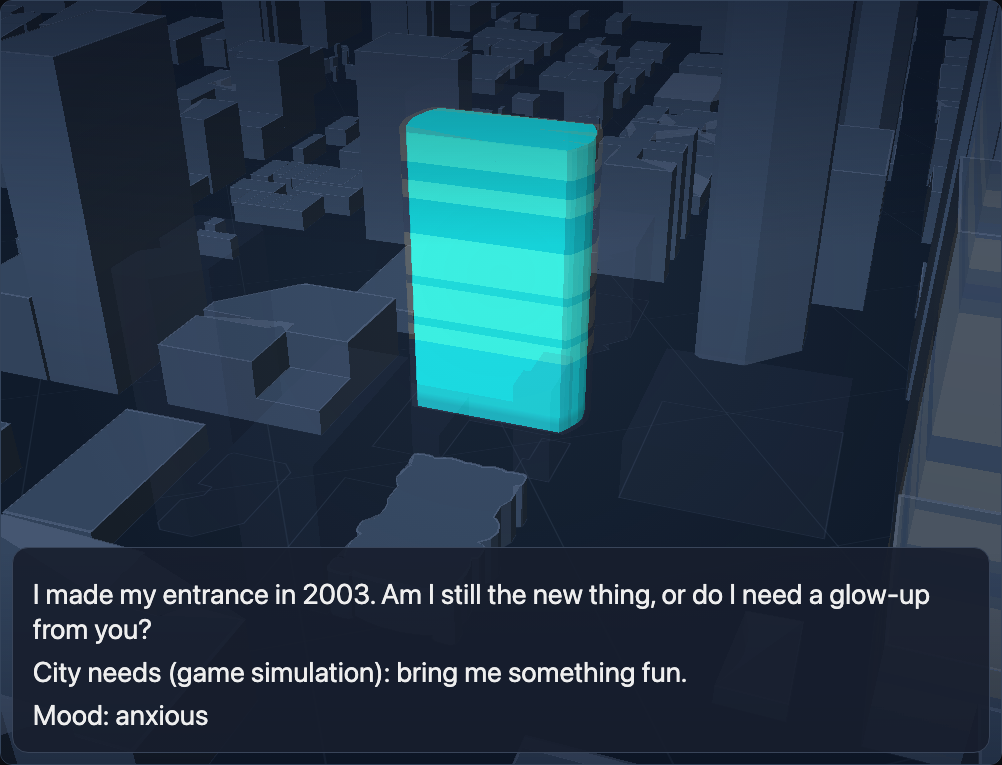 I made my entrance in 2003. Am I still the new thing, or do I need a glow-up
from you?
City needs (game simulation): bring me something fun.
Mood: anxious